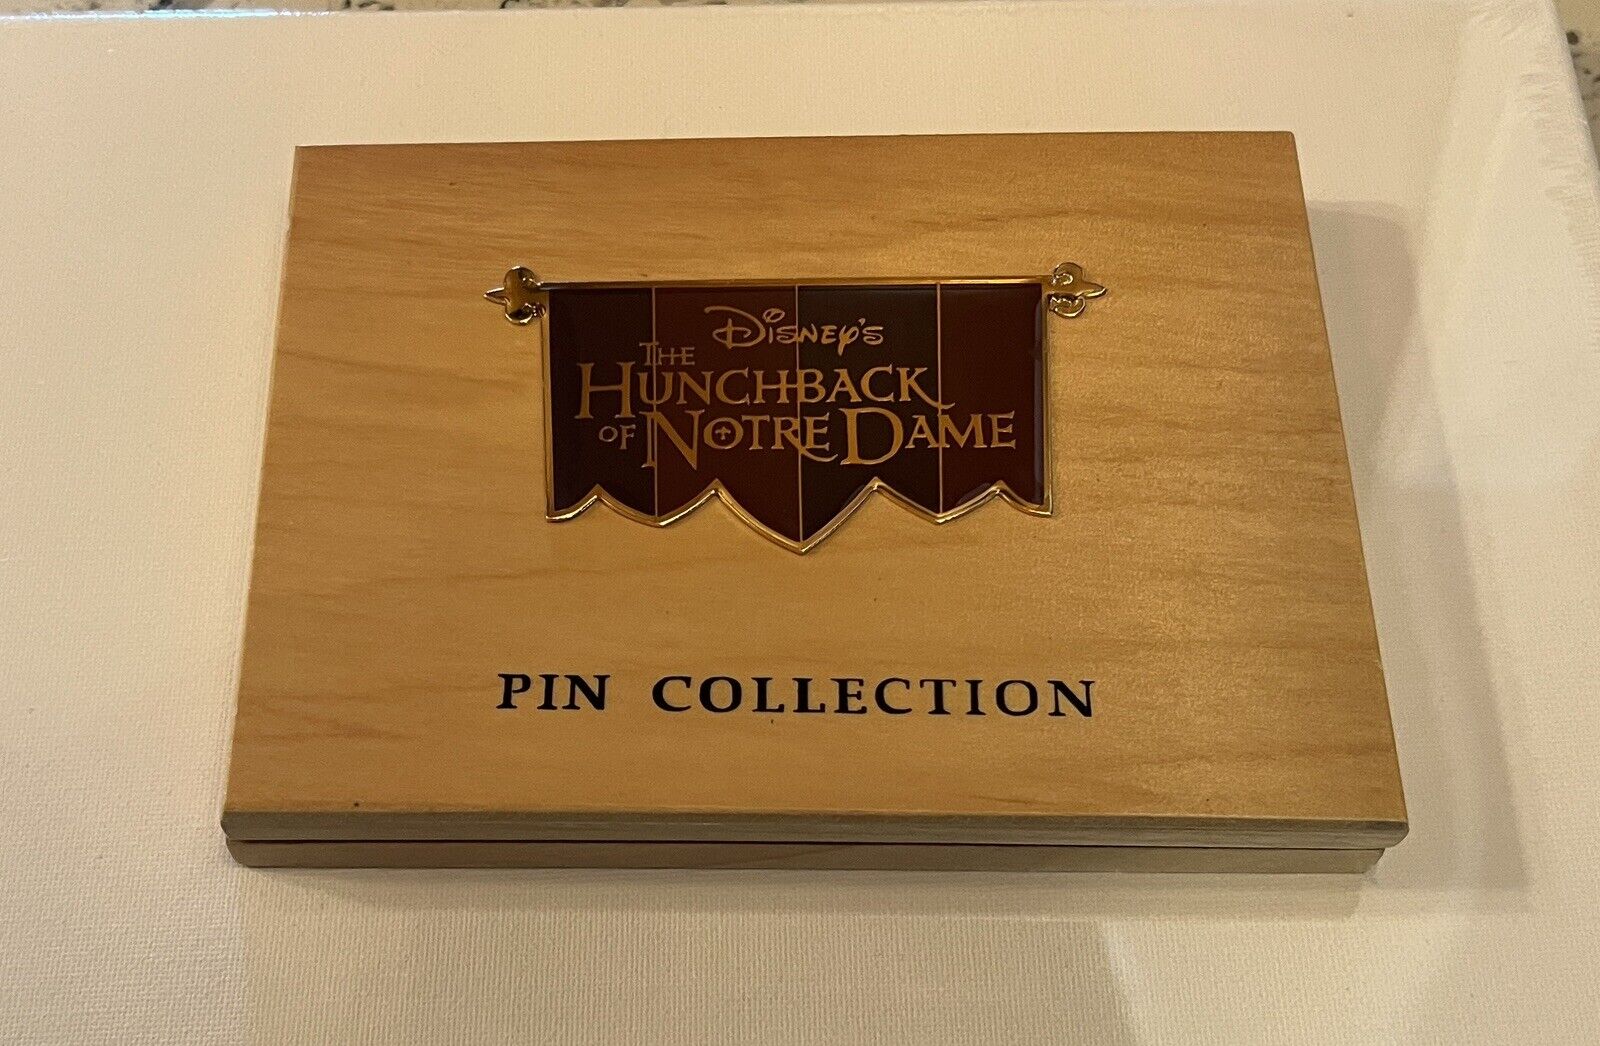 Disney's
The
Hunchback
of Notre Dame
PIN COLLECTION